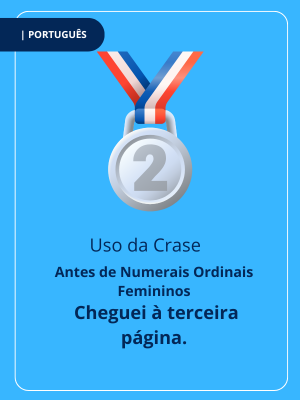 | PORTUGUÊS
2
Uso da Crase
Antes de Numerais Ordinais
Femininos
Cheguei à terceira
página.